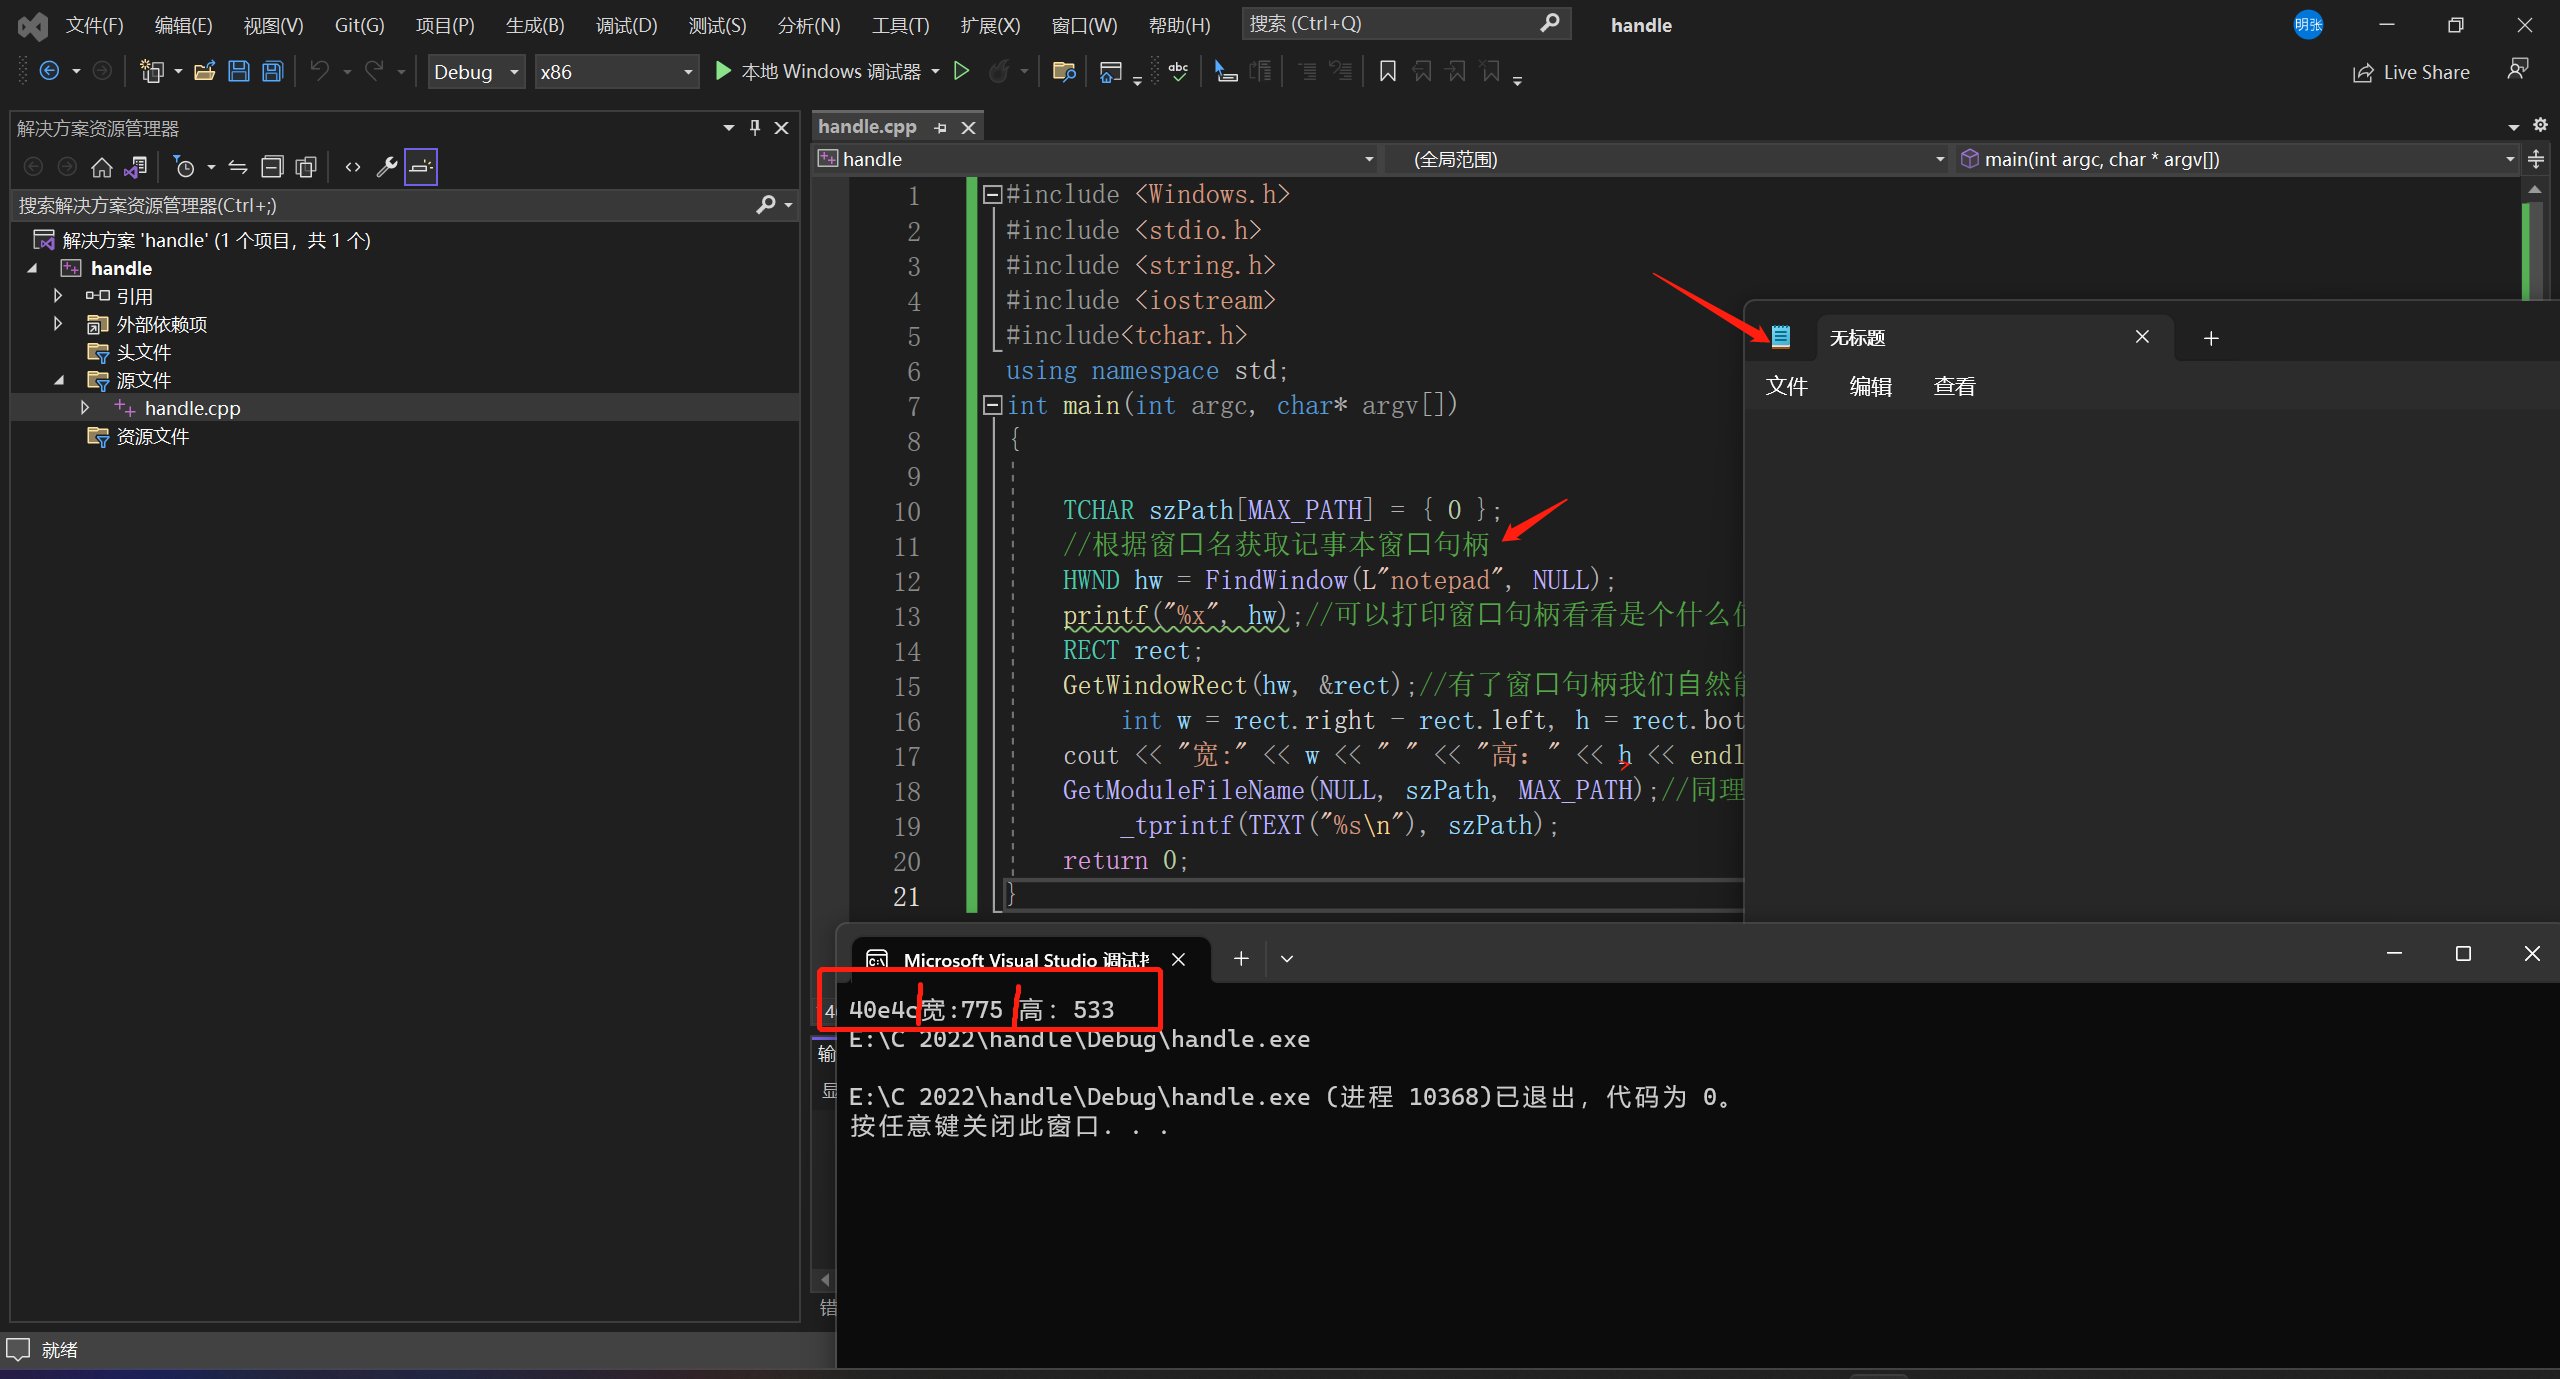 文件(F) 编辑(E) 视图(V) Git(G) 项目(P) 生成(B) 调试(D) 测试(S) 分析(N) 工具(T) 扩展(X) 窗口(W) 帮助(H) 搜索 (Ctrl+Q) handle 明张
Debug x86 本地 Windows 调试器 Live Share
解决方案资源管理器
搜索解决方案资源管理器(Ctrl+;)
解决方案 'handle' (1 个项目，共 1 个)
handle
引用
外部依赖项
头文件
源文件
handle.cpp
资源文件
handle.cpp
handle (全局范围) main(int argc, char * argv[])
1 #include <Windows.h>
2 #include <stdio.h>
3 #include <string.h>
4 #include <iostream>
5 #include<tchar.h>
6 using namespace std;
7 int main(int argc, char* argv[])
8 {
9
10 TCHAR szPath[MAX_PATH] = { 0 };
11 //根据窗口名获取记事本窗口句柄
12 HWND hw = FindWindow(L"notepad", NULL);
13 printf("%x", hw);//可以打印窗口句柄看看是个什么
14 RECT rect;
15 GetWindowRect(hw, &rect);//有了窗口句柄我们自然
16 int w = rect.right - rect.left, h = rect.bot
17 cout << "宽:" << w << " " << "高：" << h << endl
18 GetModuleFileName(NULL, szPath, MAX_PATH);//同理
19 _tprintf(TEXT("%s\n"), szPath);
20 return 0;
21 }
无标题
文件 编辑 查看
Microsoft Visual Studio 调试
40e4c宽:775 高：533
E:\C 2022\handle\Debug\handle.exe
E:\C 2022\handle\Debug\handle.exe (进程 10368)已退出，代码为 0。
按任意键关闭此窗口. . .
输
显
错
就绪